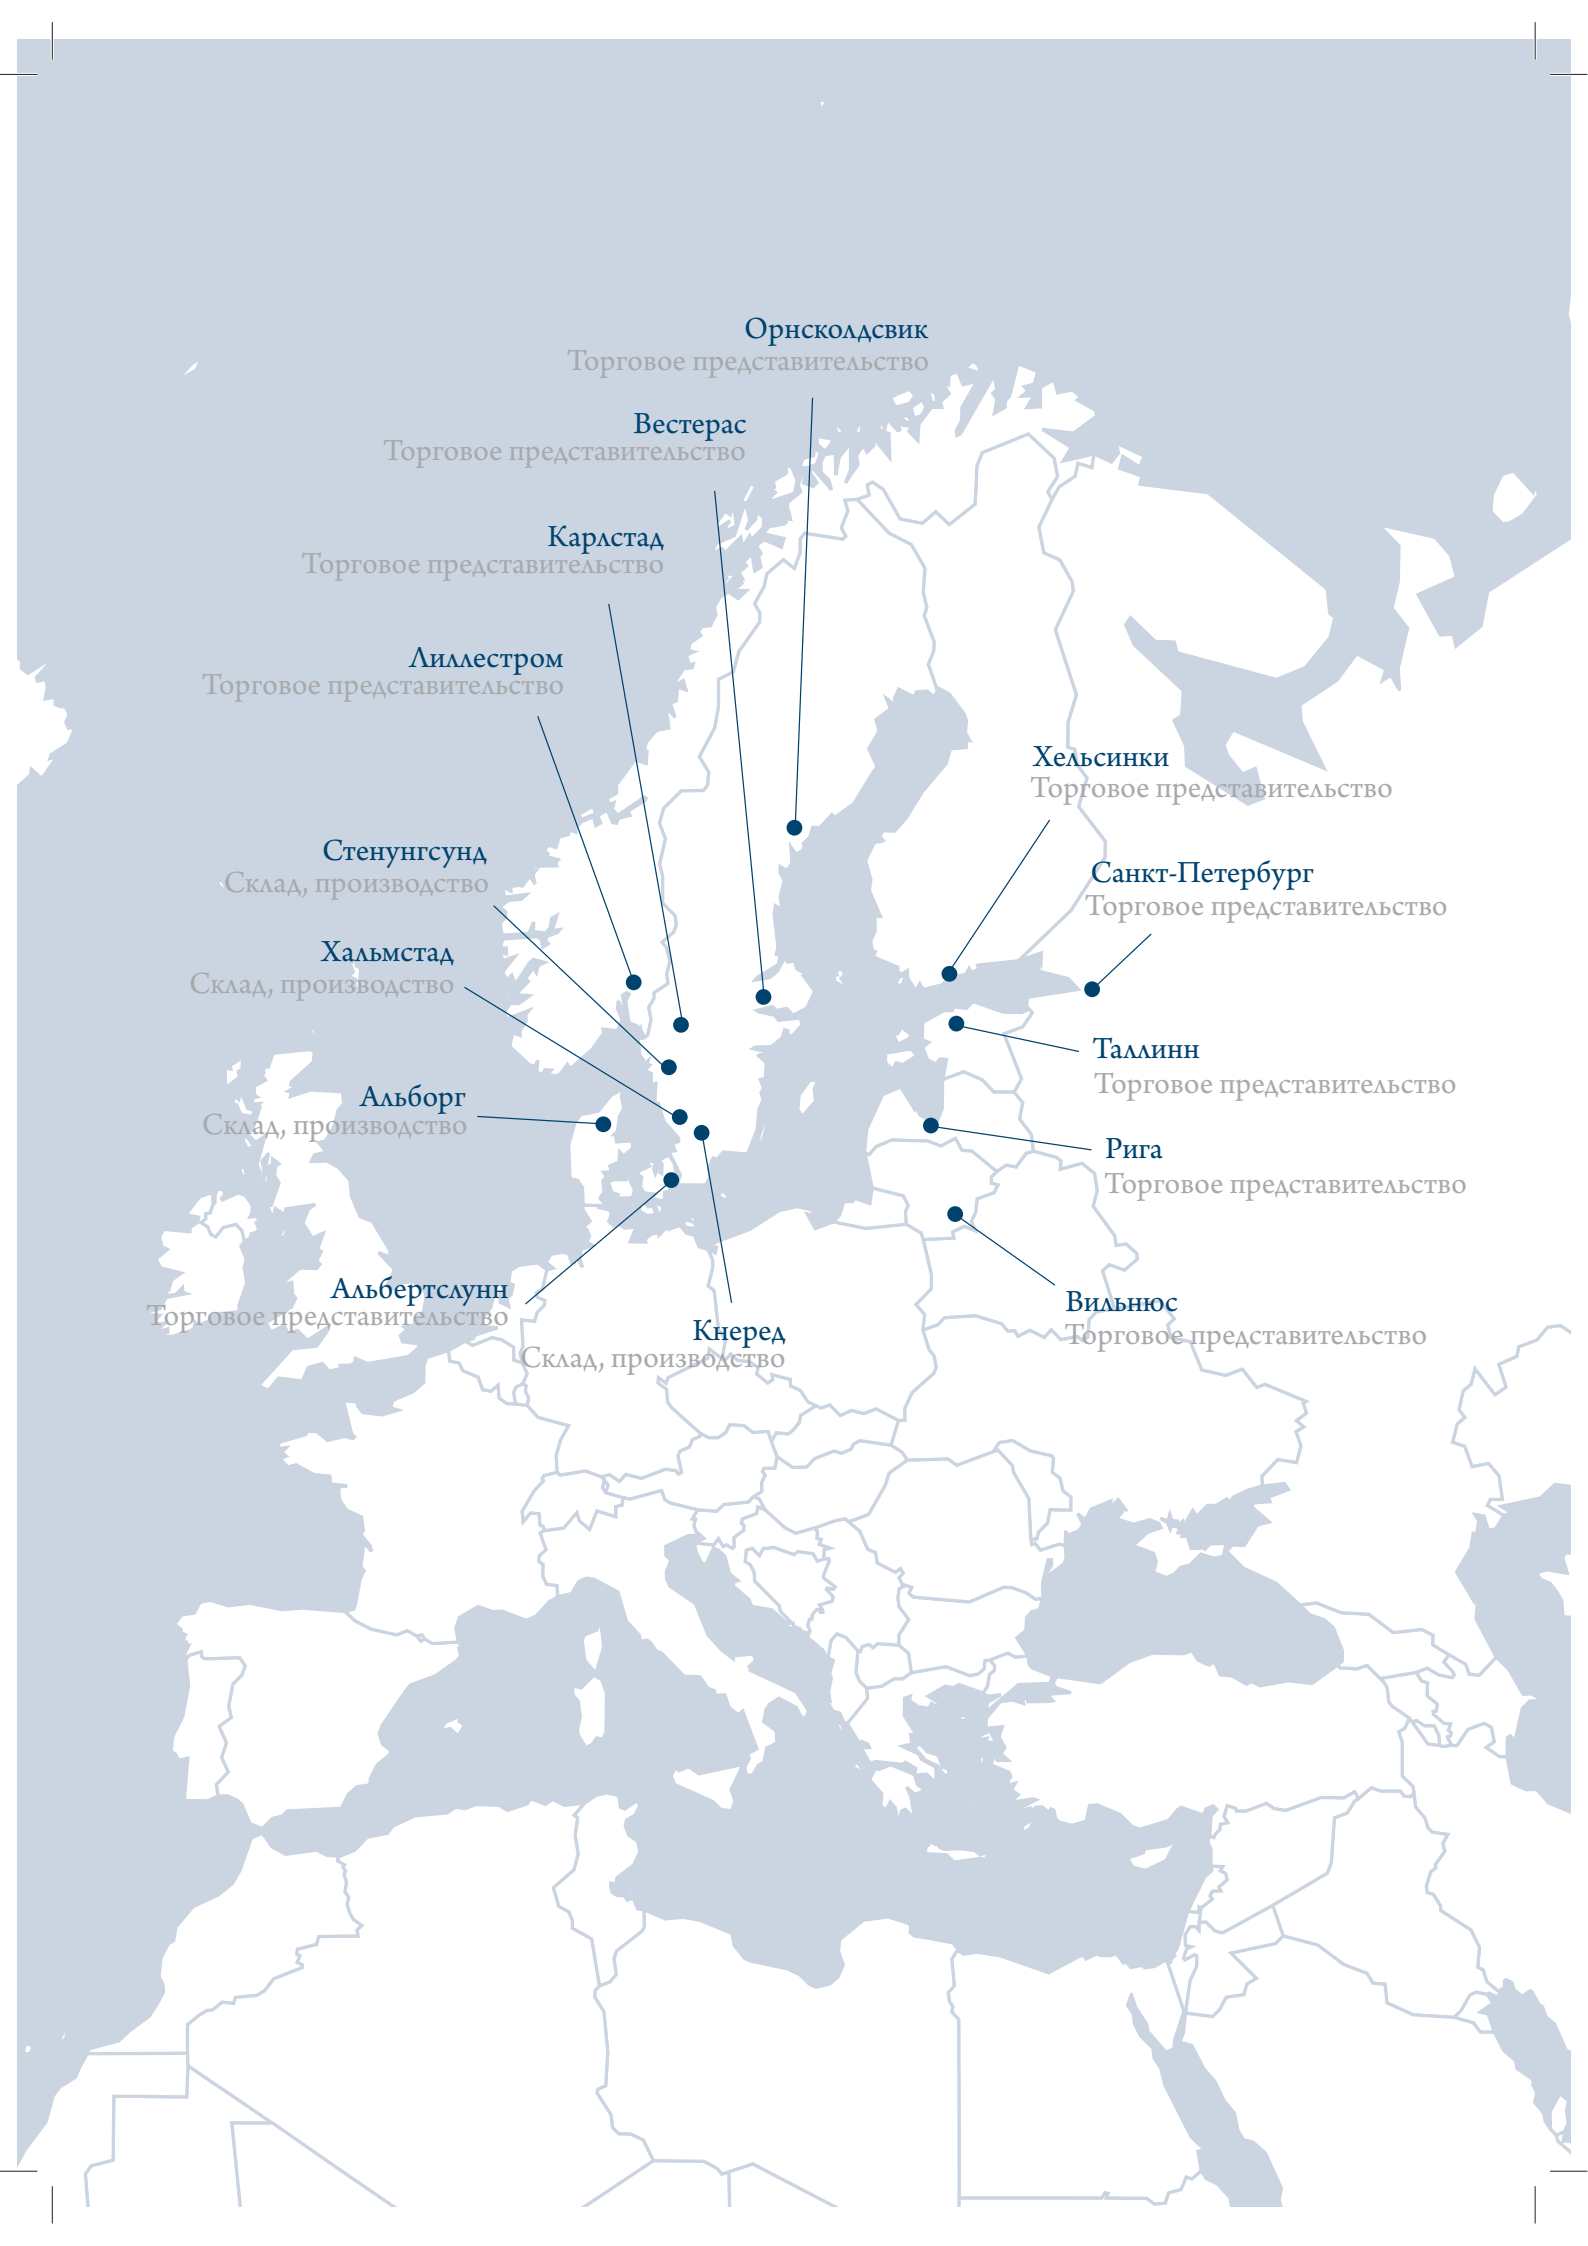 Орнсколдсвик
Торговое представительство
Вестерас
Торговое представительство
Карлстад
Торговое представительство
Лиллестром
Торговое представительство
Хельсинки
Торговое представительство
Стенунгсунд
Склад, производство
Санкт-Петербург
Торговое представительство
Хальмстад
Склад, производство
Таллинн
Торговое представительство
Альборг
Склад, производство
Рига
Торговое представительство
Альбертслунн
Торговое представительство
Вильнюс
Торговое представительство
Кнеред
Склад, производство